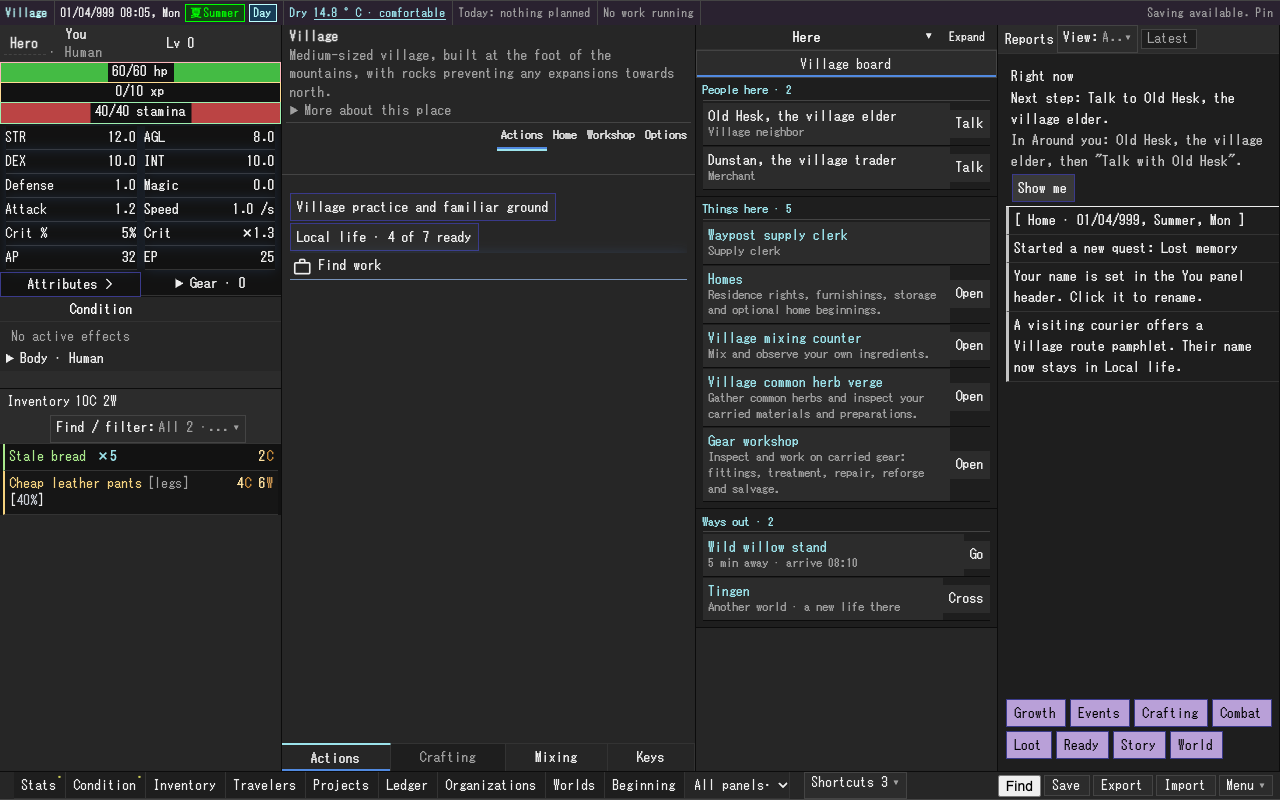 Village
01/04/999 08:05, Mon
夏Summer
Day
Dry 14.8 ° C · comfortable
Today: nothing planned
No work running
Saving available. Pin
Hero
You
· Human
Lv 0
60/60 hp
0/10 xp
40/40 stamina
STR 12.0 AGL 8.0
DEX 10.0 INT 10.0
Defense 1.0 Magic 0.0
Attack 1.2 Speed 1.0 /s
Crit % 5% Crit ×1.3
AP 32 EP 25
Attributes >
▶ Gear · 0
Condition
No active effects
▶ Body · Human
Inventory 10C 2W
Find / filter: All 2 ·... ▾
Stale bread ×5 2C
Cheap leather pants [legs] 4C 6W
[40%]
Village
Medium-sized village, built at the foot of the
mountains, with rocks preventing any expansions towards
north.
▶ More about this place
Actions Home Workshop Options
Village practice and familiar ground
Local life · 4 of 7 ready
Find work
Actions Crafting Mixing Keys
Here ▾ Expand
Village board
People here · 2
Old Hesk, the village elder
Village neighbor
Talk
Dunstan, the village trader
Merchant
Talk
Things here · 5
Waypost supply clerk
Supply clerk
Homes
Residence rights, furnishings, storage
and optional home beginnings.
Open
Village mixing counter
Mix and observe your own ingredients.
Open
Village common herb verge
Gather common herbs and inspect your
carried materials and preparations.
Open
Gear workshop
Inspect and work on carried gear:
fittings, treatment, repair, reforge
and salvage.
Open
Ways out · 2
Wild willow stand
5 min away · arrive 08:10
Go
Tingen
Another world · a new life there
Cross
Reports View: A..▾ Latest
Right now
Next step: Talk to Old Hesk, the
village elder.
In Around you: Old Hesk, the village
elder, then "Talk with Old Hesk".
Show me
[ Home · 01/04/999, Summer, Mon ]
Started a new quest: Lost memory
Your name is set in the You panel
header. Click it to rename.
A visiting courier offers a
Village route pamphlet. Their name
now stays in Local life.
Growth Events Crafting Combat
Loot Ready Story World
Stats Condition Inventory Travelers Projects Ledger Organizations Worlds Beginning All panels· Shortcuts 3 ▾
Find Save Export Import Menu ▾